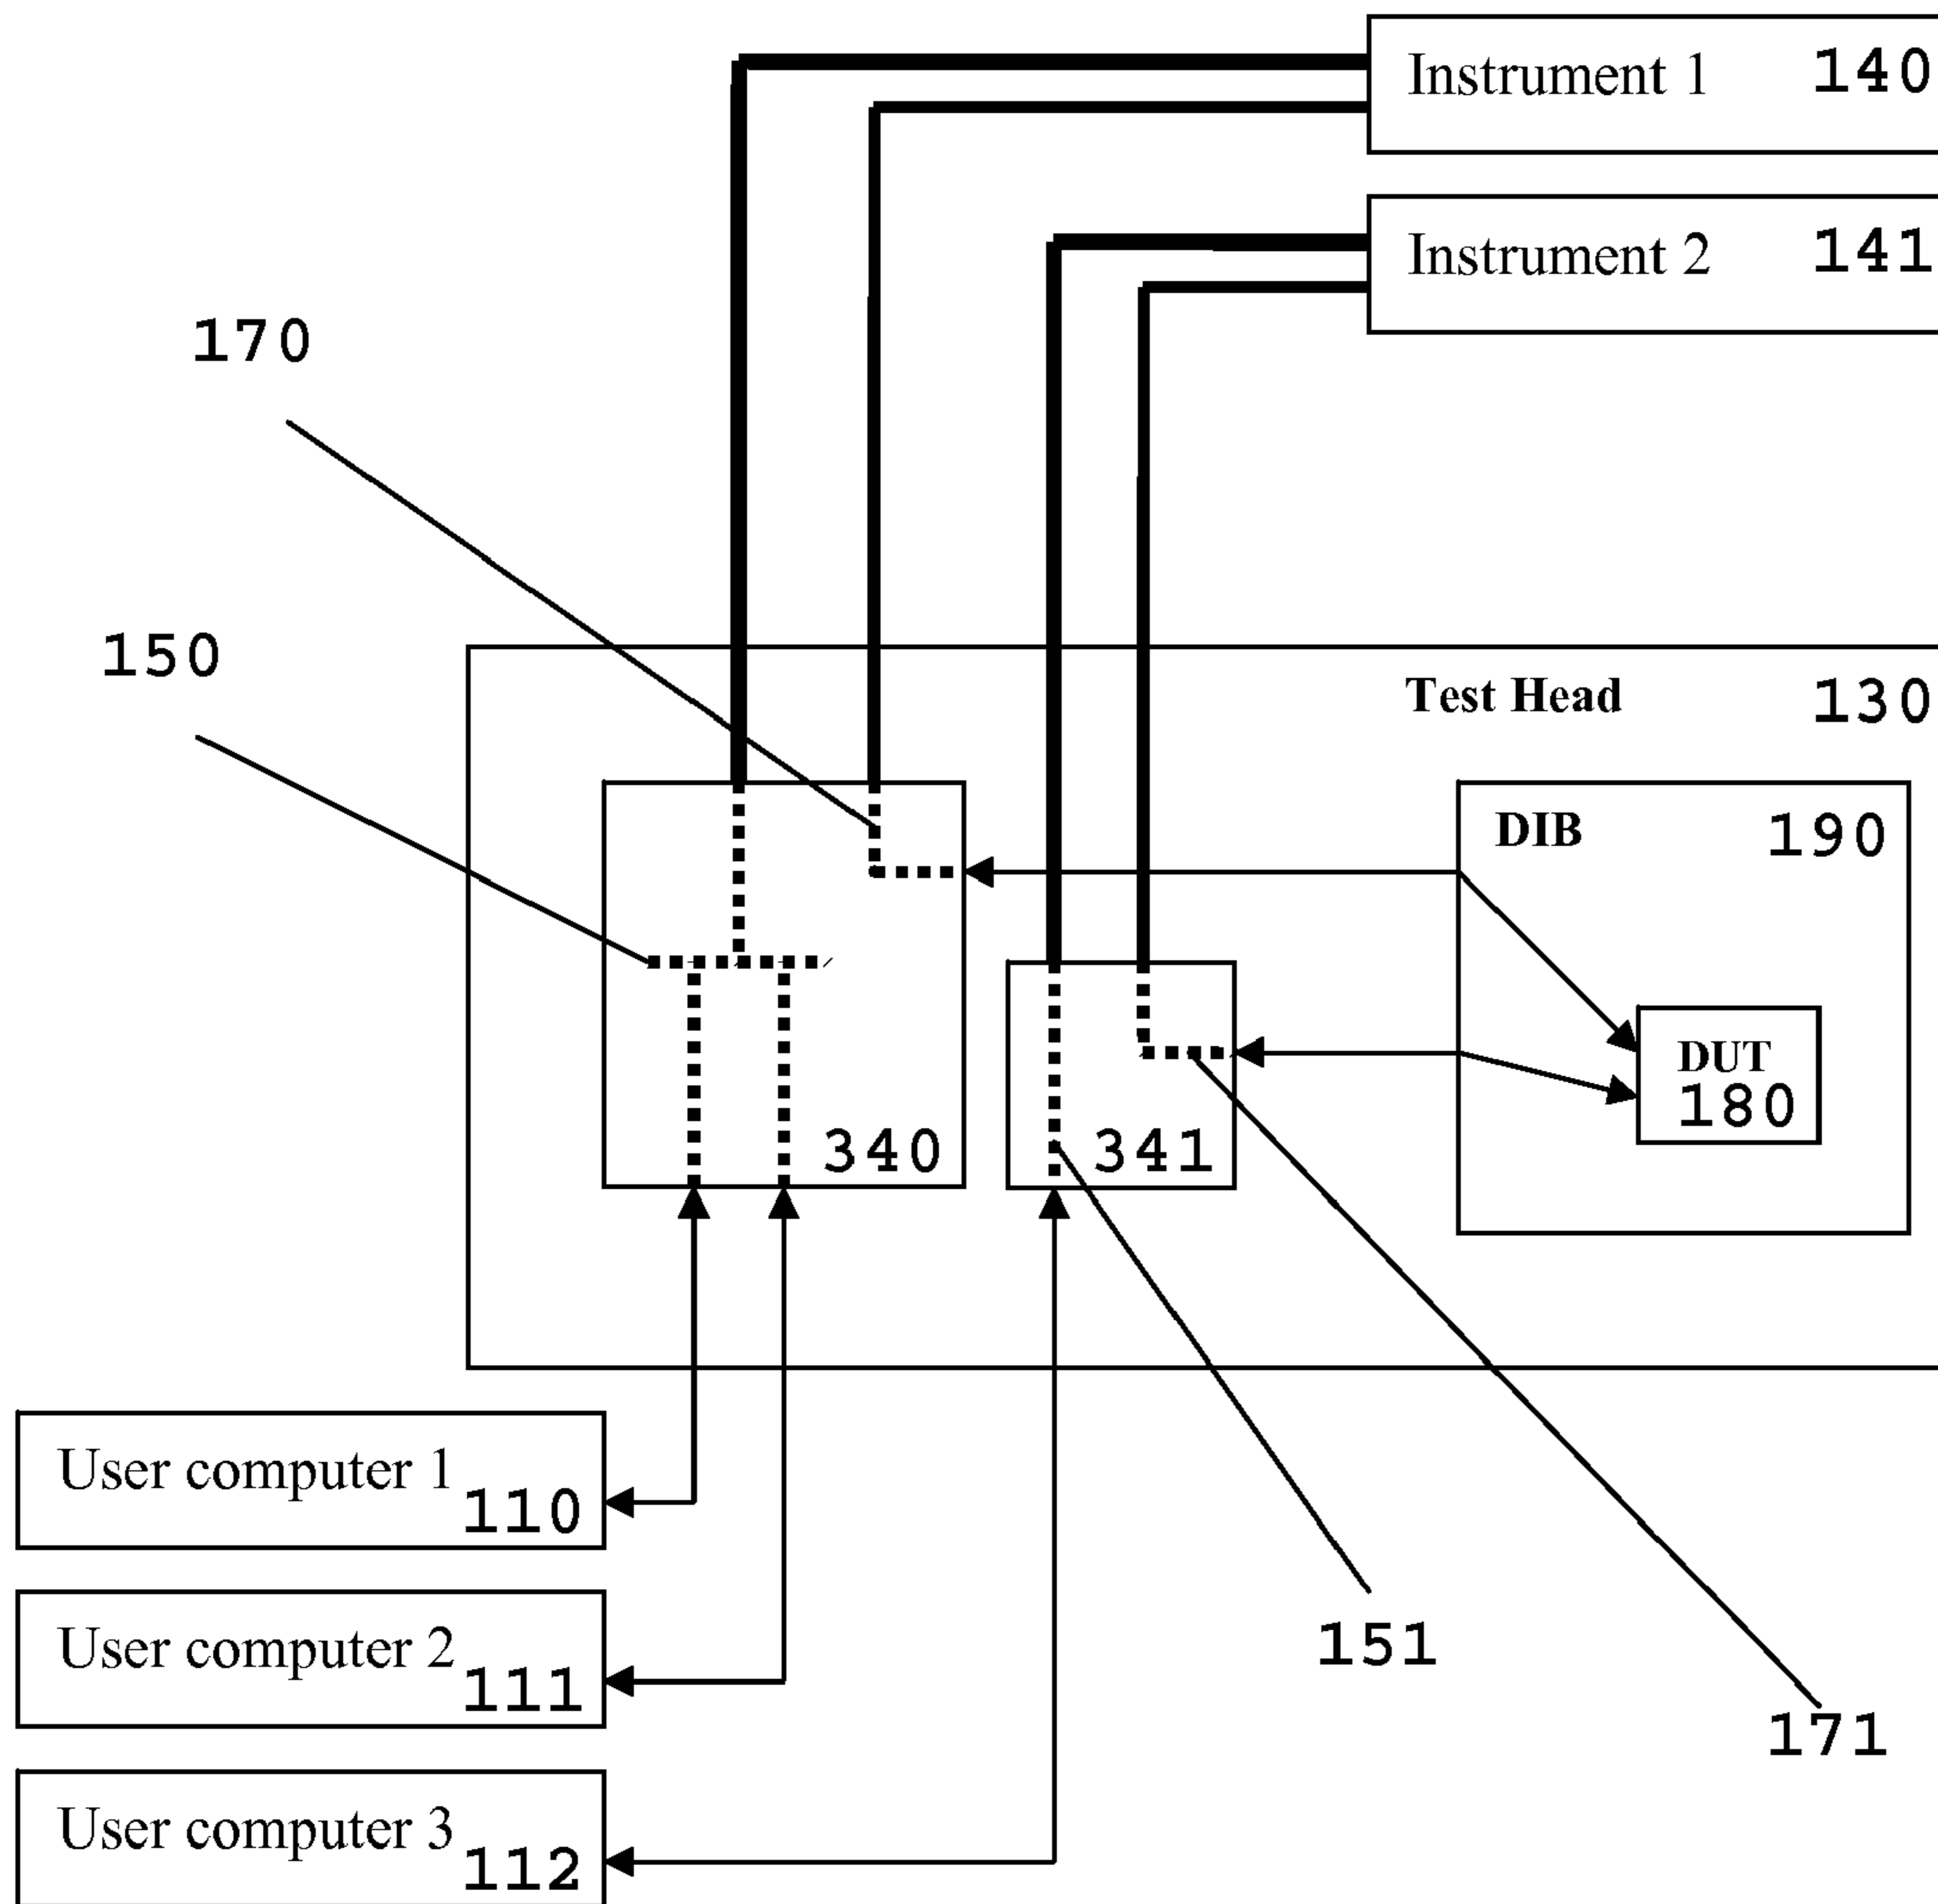 Instrument 1 140
Instrument 2 141
170
150
Test Head 130
DIB 190
DUT
180
340
341
User computer 1
110
151
User computer 2
111
171
User computer 3
112